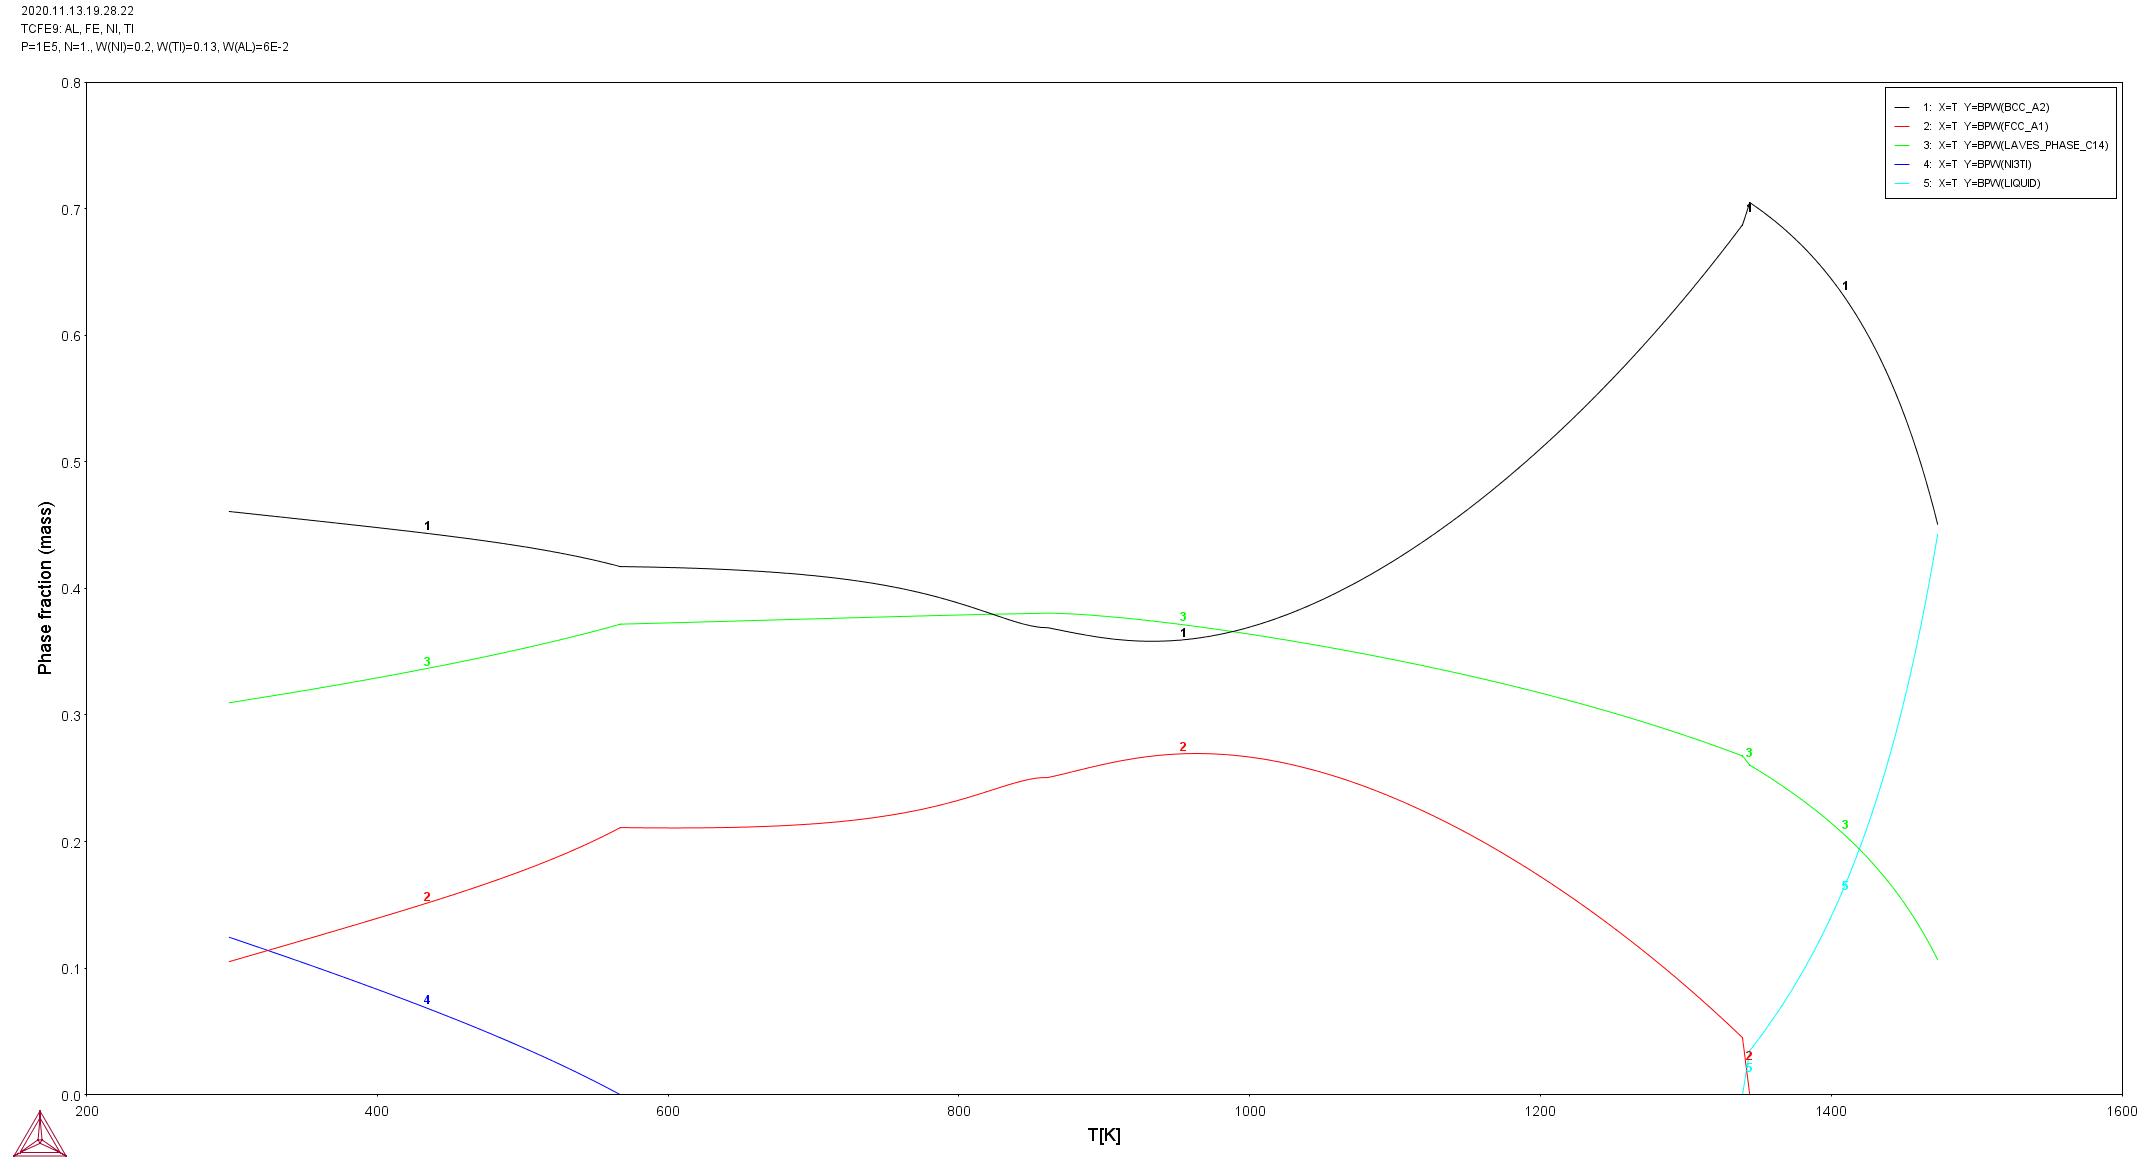 2020.11.13.19.28.22
TCFE9: AL, FE, NI, TI
P=1E5, N=1., W(NI)=0.2, W(TI)=0.13, W(AL)=6E-2
1: X=T Y=BPW(BCC_A2)
2: X=T Y=BPW(FCC_A1)
3: X=T Y=BPW(LAVES_PHASE_C14)
4: X=T Y=BPW(NI3TI)
5: X=T Y=BPW(LIQUID)
Phase fraction (mass)
0.8
0.7
0.6
0.5
0.4
0.3
0.2
0.1
0.0
1
1
1
1
3
3
3
3
2
2
2
4
5
5
200 400 600 800 1000 1200 1400 1600
T[K]